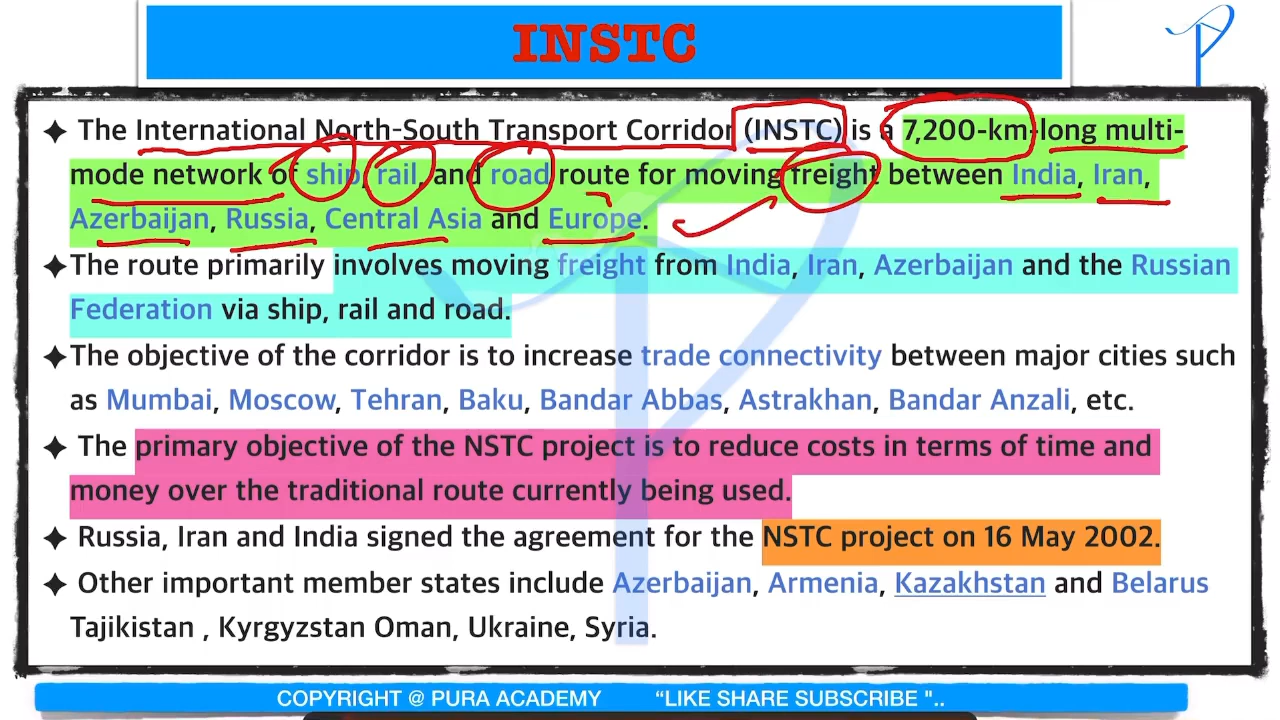 INSTC
✦ The International North-South Transport Corridor (INSTC) is a 7,200-km-long multi-
mode network of ship, rail, and road route for moving freight between India, Iran,
Azerbaijan, Russia, Central Asia and Europe.
✦ The route primarily involves moving freight from India, Iran, Azerbaijan and the Russian
Federation via ship, rail and road.
✦ The objective of the corridor is to increase trade connectivity between major cities such
as Mumbai, Moscow, Tehran, Baku, Bandar Abbas, Astrakhan, Bandar Anzali, etc.
✦ The primary objective of the NSTC project is to reduce costs in terms of time and
money over the traditional route currently being used.
✦ Russia, Iran and India signed the agreement for the NSTC project on 16 May 2002.
✦ Other important member states include Azerbaijan, Armenia, Kazakhstan and Belarus
Tajikistan , Kyrgyzstan Oman, Ukraine, Syria.
COPYRIGHT @ PURA ACADEMY “LIKE SHARE SUBSCRIBE "..